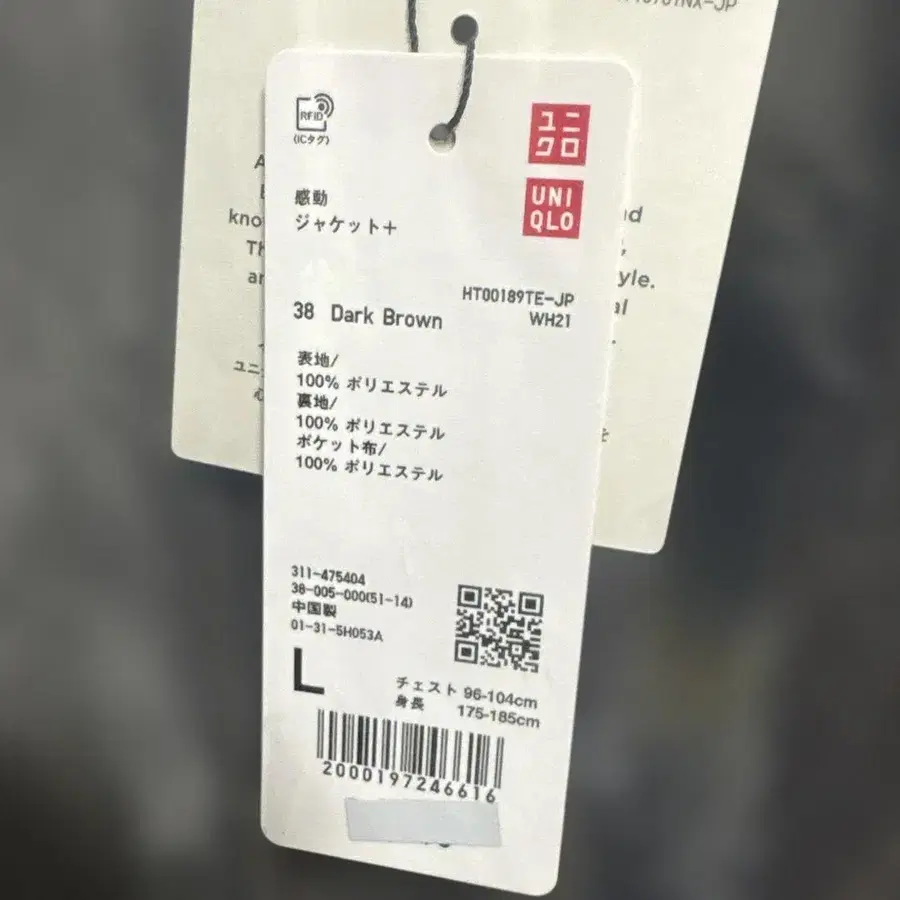 RFID
(ICタグ)
ユニ
クロ
UNI
QLO
感動
ジャケット+
HT00189TE-JP
WH21
38 Dark Brown
表地/
100% ポリエステル
裏地/
100% ポリエステル
ポケット布/
100% ポリエステル
311-475404
38-005-000(51-14)
中国製
01-31-5H053A
L
チェスト 96-104cm
身長 175-185cm
2000197246616